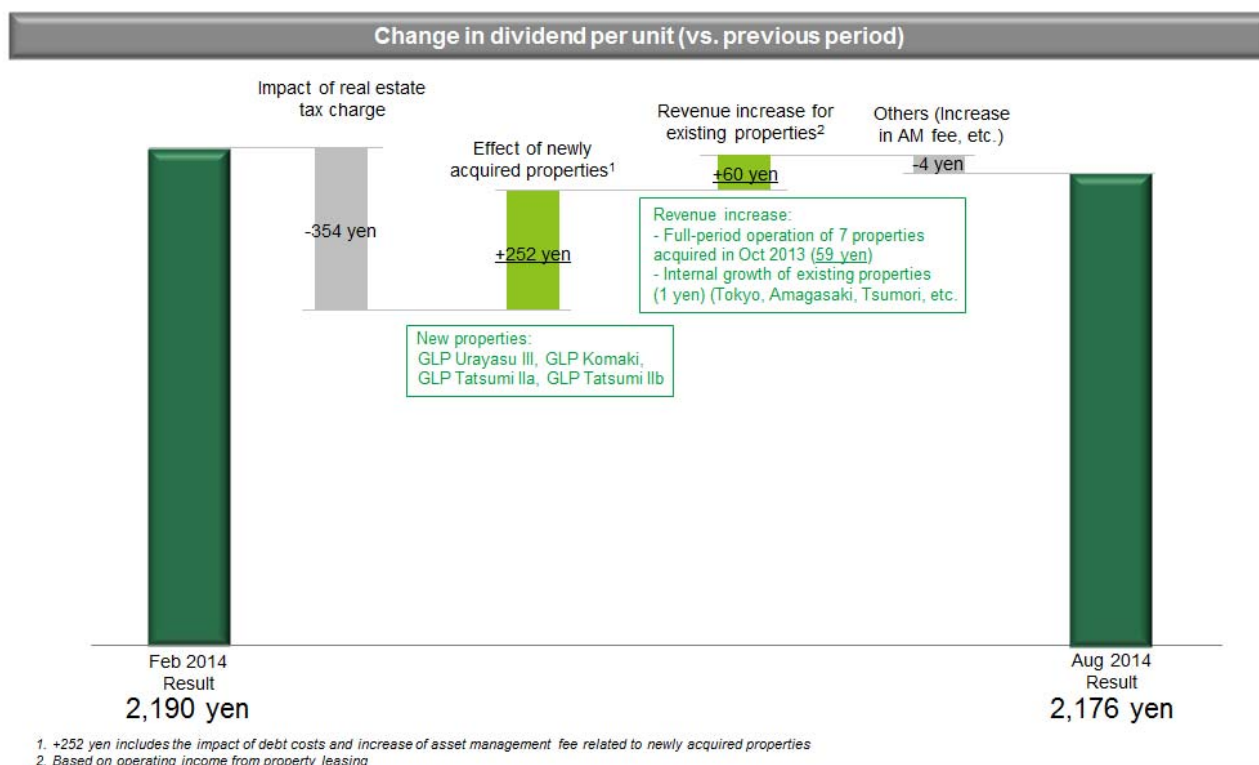 Change in dividend per unit (vs. previous period)
Impact of real estate
tax charge
-354 yen
Effect of newly
acquired properties1
+252 yen
New properties:
GLP Urayasu III, GLP Komaki,
GLP Tatsumi IIa, GLP Tatsumi IIb
Revenue increase for
existing properties2
+60 yen
Revenue increase:
- Full-period operation of 7 properties
acquired in Oct 2013 (59 yen)
- Internal growth of existing properties
(1 yen) (Tokyo, Amagasaki, Tsumori, etc.
Others (Increase
in AM fee, etc.)
-4 yen
Feb 2014
Result
2,190 yen
Aug 2014
Result
2,176 yen
1. +252 yen includes the impact of debt costs and increase of asset management fee related to newly acquired properties
2. Based on operating income from property leasing